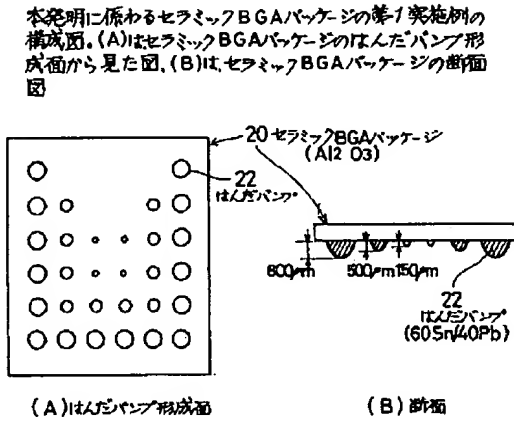 本発明に係わるセラミックBGAパッケージの第1実施例の
構成図。(A)はセラミックBGAパッケージのはんだバンプ形
成面から見た図、(B)は、セラミックBGAパッケージの断面
図
20 セラミックBGAパッケージ
(Al2 O3)
22
はんだバンプ
800μm
500μm
150μm
22
はんだバンプ
(60Sn/40Pb)
(A)はんだバンプ形成面
(B)断面